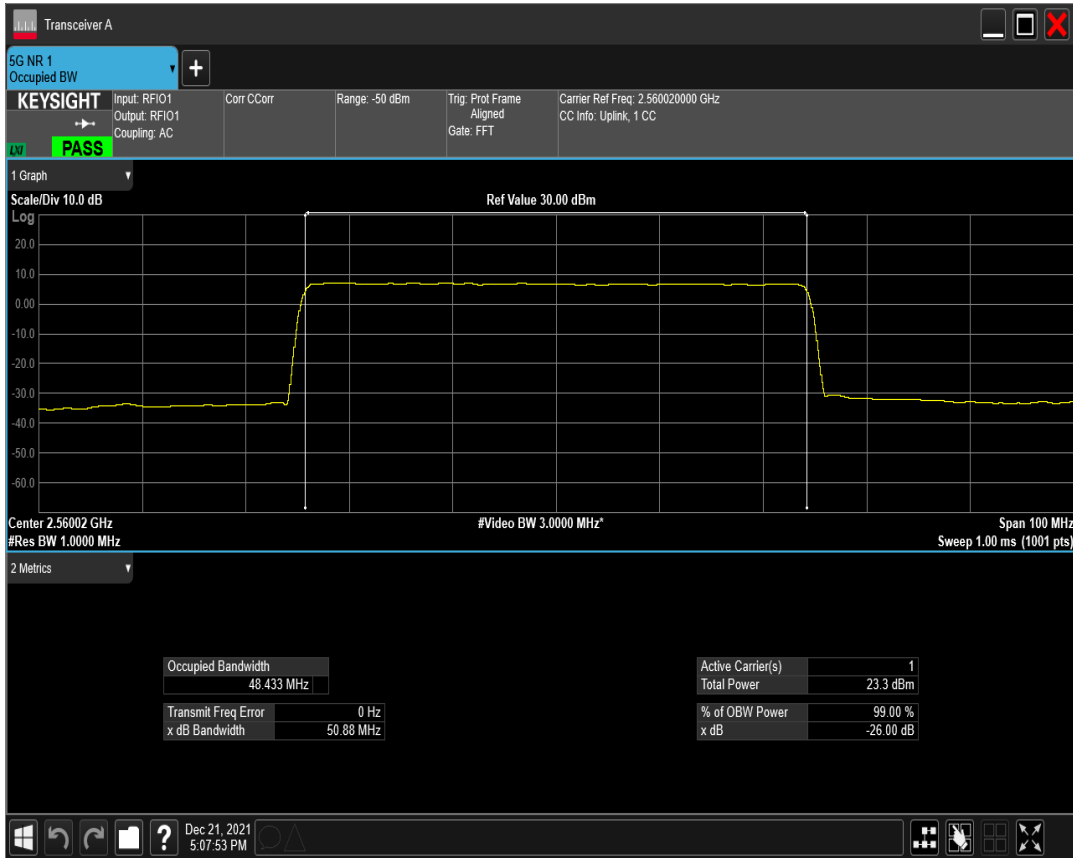 Transceiver A
5G NR 1
Occupied BW
+
KEYSIGHT
LXI
PASS
Input: RFIO1
Output: RFIO1
Coupling: AC
Corr CCorr
Range: -50 dBm
Trig: Prot Frame
Aligned
Gate: FFT
Carrier Ref Freq: 2.560020000 GHz
CC Info: Uplink, 1 CC
1 Graph
Scale/Div 10.0 dB
Ref Value 30.00 dBm
Log
20.0
10.0
0.00
-10.0
-20.0
-30.0
-40.0
-50.0
-60.0
Center 2.56002 GHz
#Video BW 3.0000 MHz*
Span 100 MHz
#Res BW 1.0000 MHz
Sweep 1.00 ms (1001 pts)
2 Metrics
Occupied Bandwidth
48.433 MHz
Transmit Freq Error 0 Hz
x dB Bandwidth 50.88 MHz
Active Carrier(s) 1
Total Power 23.3 dBm
% of OBW Power 99.00 %
x dB -26.00 dB
?
Dec 21, 2021
5:07:53 PM